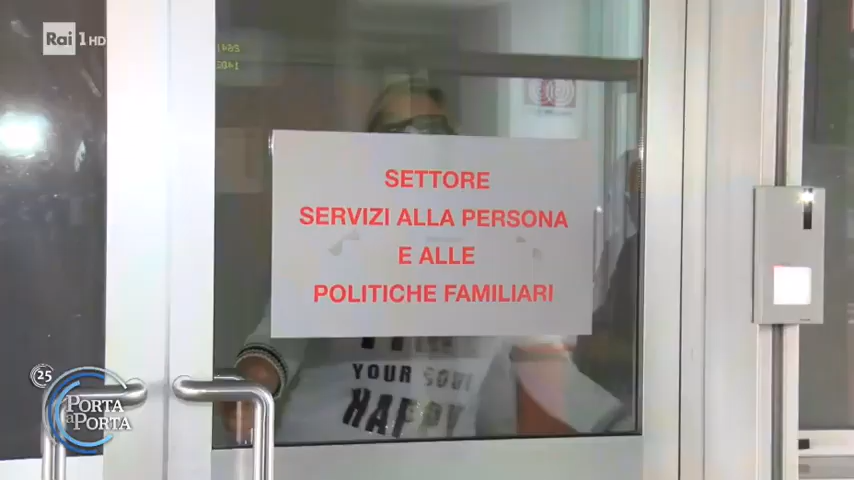 Rai 1 HD
SETTORE
SERVIZI ALLA PERSONA
E ALLE
POLITICHE FAMILIARI
YOUR SOUL
HAPPY
25
PORTA
a PORTA